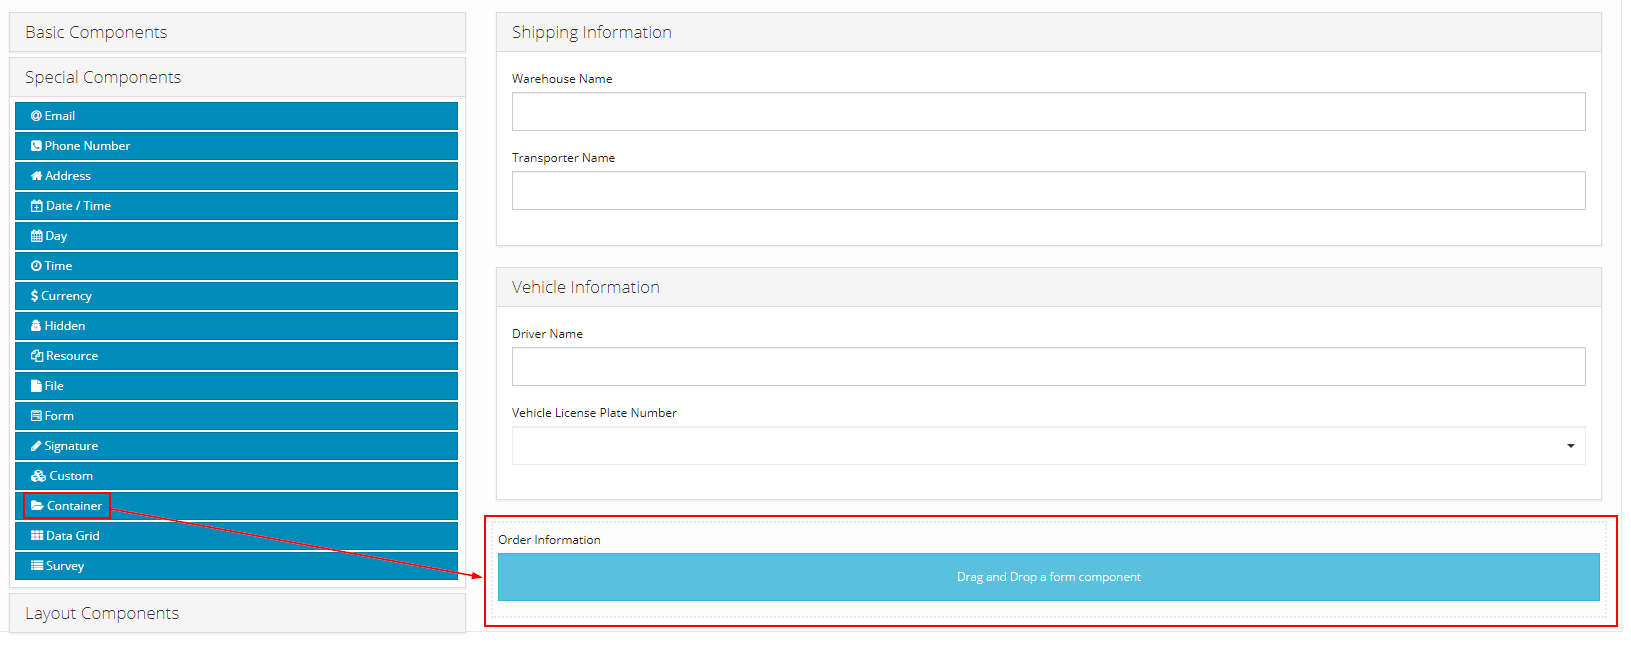 Basic Components
Special Components
Email
Phone Number
Address
Date / Time
Day
Time
Currency
Hidden
Resource
File
Form
Signature
Custom
Container
Data Grid
Survey
Layout Components
Shipping Information
Warehouse Name
Transporter Name
Vehicle Information
Driver Name
Vehicle License Plate Number
Order Information
Drag and Drop a form component